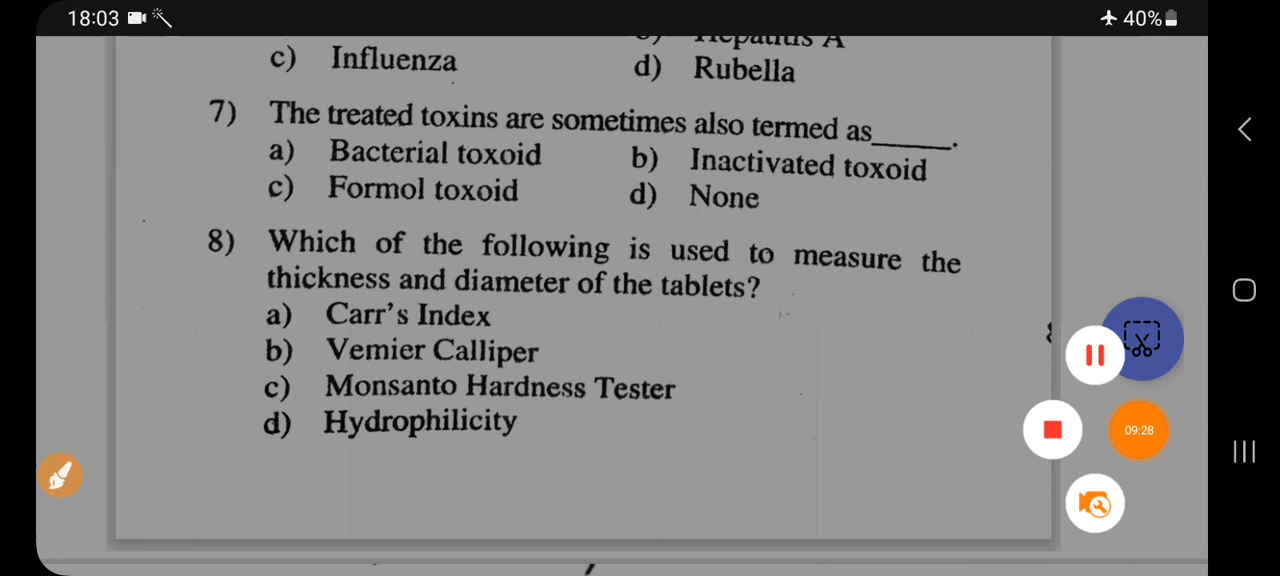 18:03
40%
Hepatitis A
c) Influenza
d) Rubella
7) The treated toxins are sometimes also termed as_____.
a) Bacterial toxoid
b) Inactivated toxoid
c) Formol toxoid
d) None
8) Which of the following is used to measure the
thickness and diameter of the tablets?
a) Carr's Index
b) Vemier Calliper
c) Monsanto Hardness Tester
d) Hydrophilicity
09:28